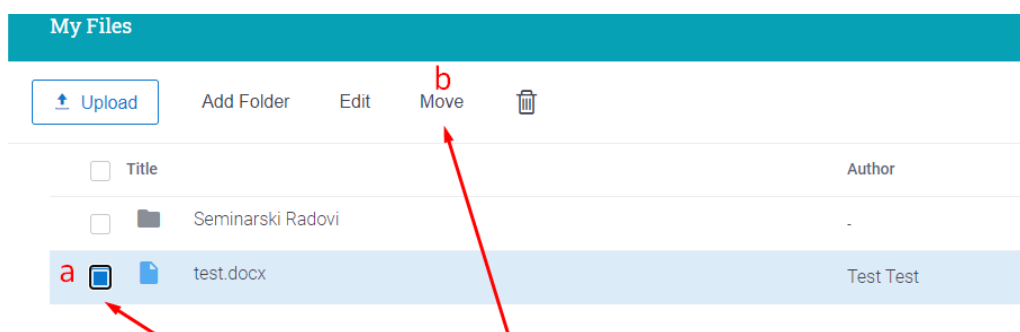 My Files
b
Upload Add Folder Edit Move
Title Author
Seminarski Radovi -
a test.docx Test Test